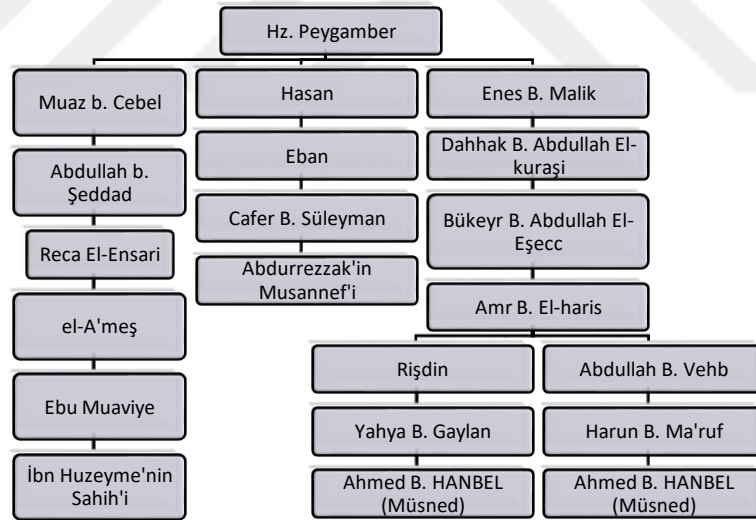 Hz. Peygamber
Muaz b. Cebel
Abdullah b.
Şeddad
Reca El-Ensari
el-A'meş
Ebu Muaviye
İbn Huzeyme'nin
Sahih'i
Hasan
Eban
Cafer B. Süleyman
Abdurrezzak'in
Musannef'i
Enes B. Malik
Dahhak B. Abdullah El-
kuraşi
Bükeyr B. Abdullah El-
Eşecc
Amr B. El-haris
Rişdin
Yahya B. Gaylan
Ahmed B. HANBEL
(Müsned)
Abdullah B. Vehb
Harun B. Ma'ruf
Ahmed B. HANBEL
(Müsned)